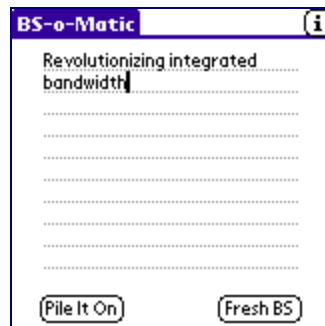 BS-o-Matic i
Revolutionizing integrated
bandwidth
Pile It On Fresh BS